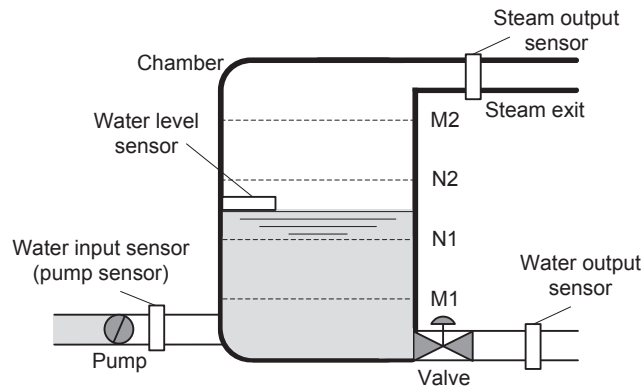 Steam output
sensor
Chamber
Steam exit
Water level
sensor
M2
N2
N1
Water input sensor
(pump sensor)
M1
Water output
sensor
Pump
Valve